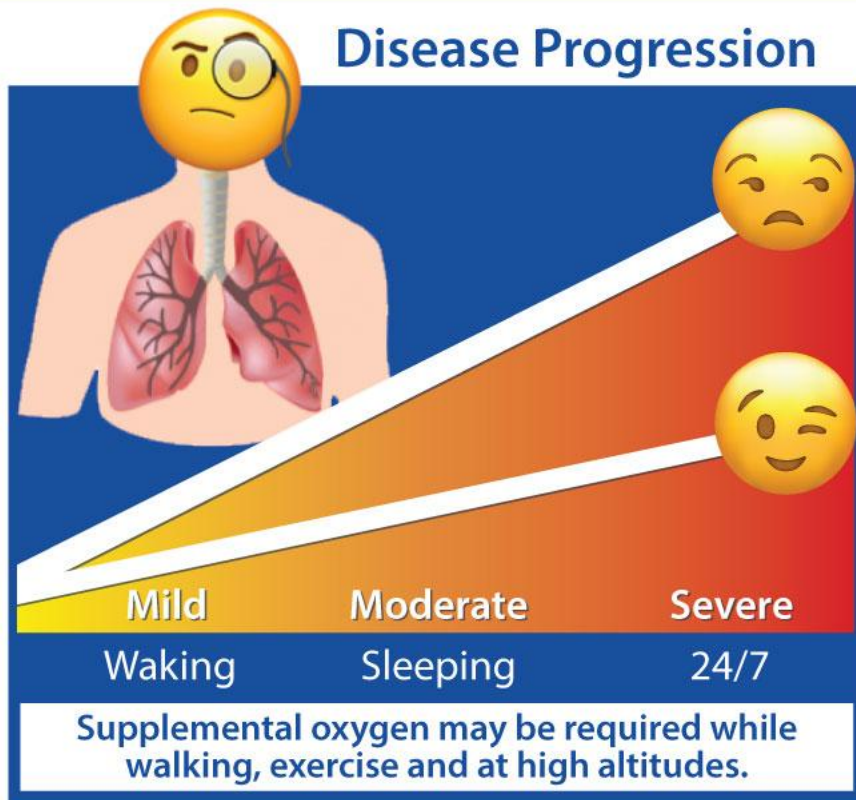 Disease Progression
Mild Moderate Severe
Waking Sleeping 24/7
Supplemental oxygen may be required while
walking, exercise and at high altitudes.